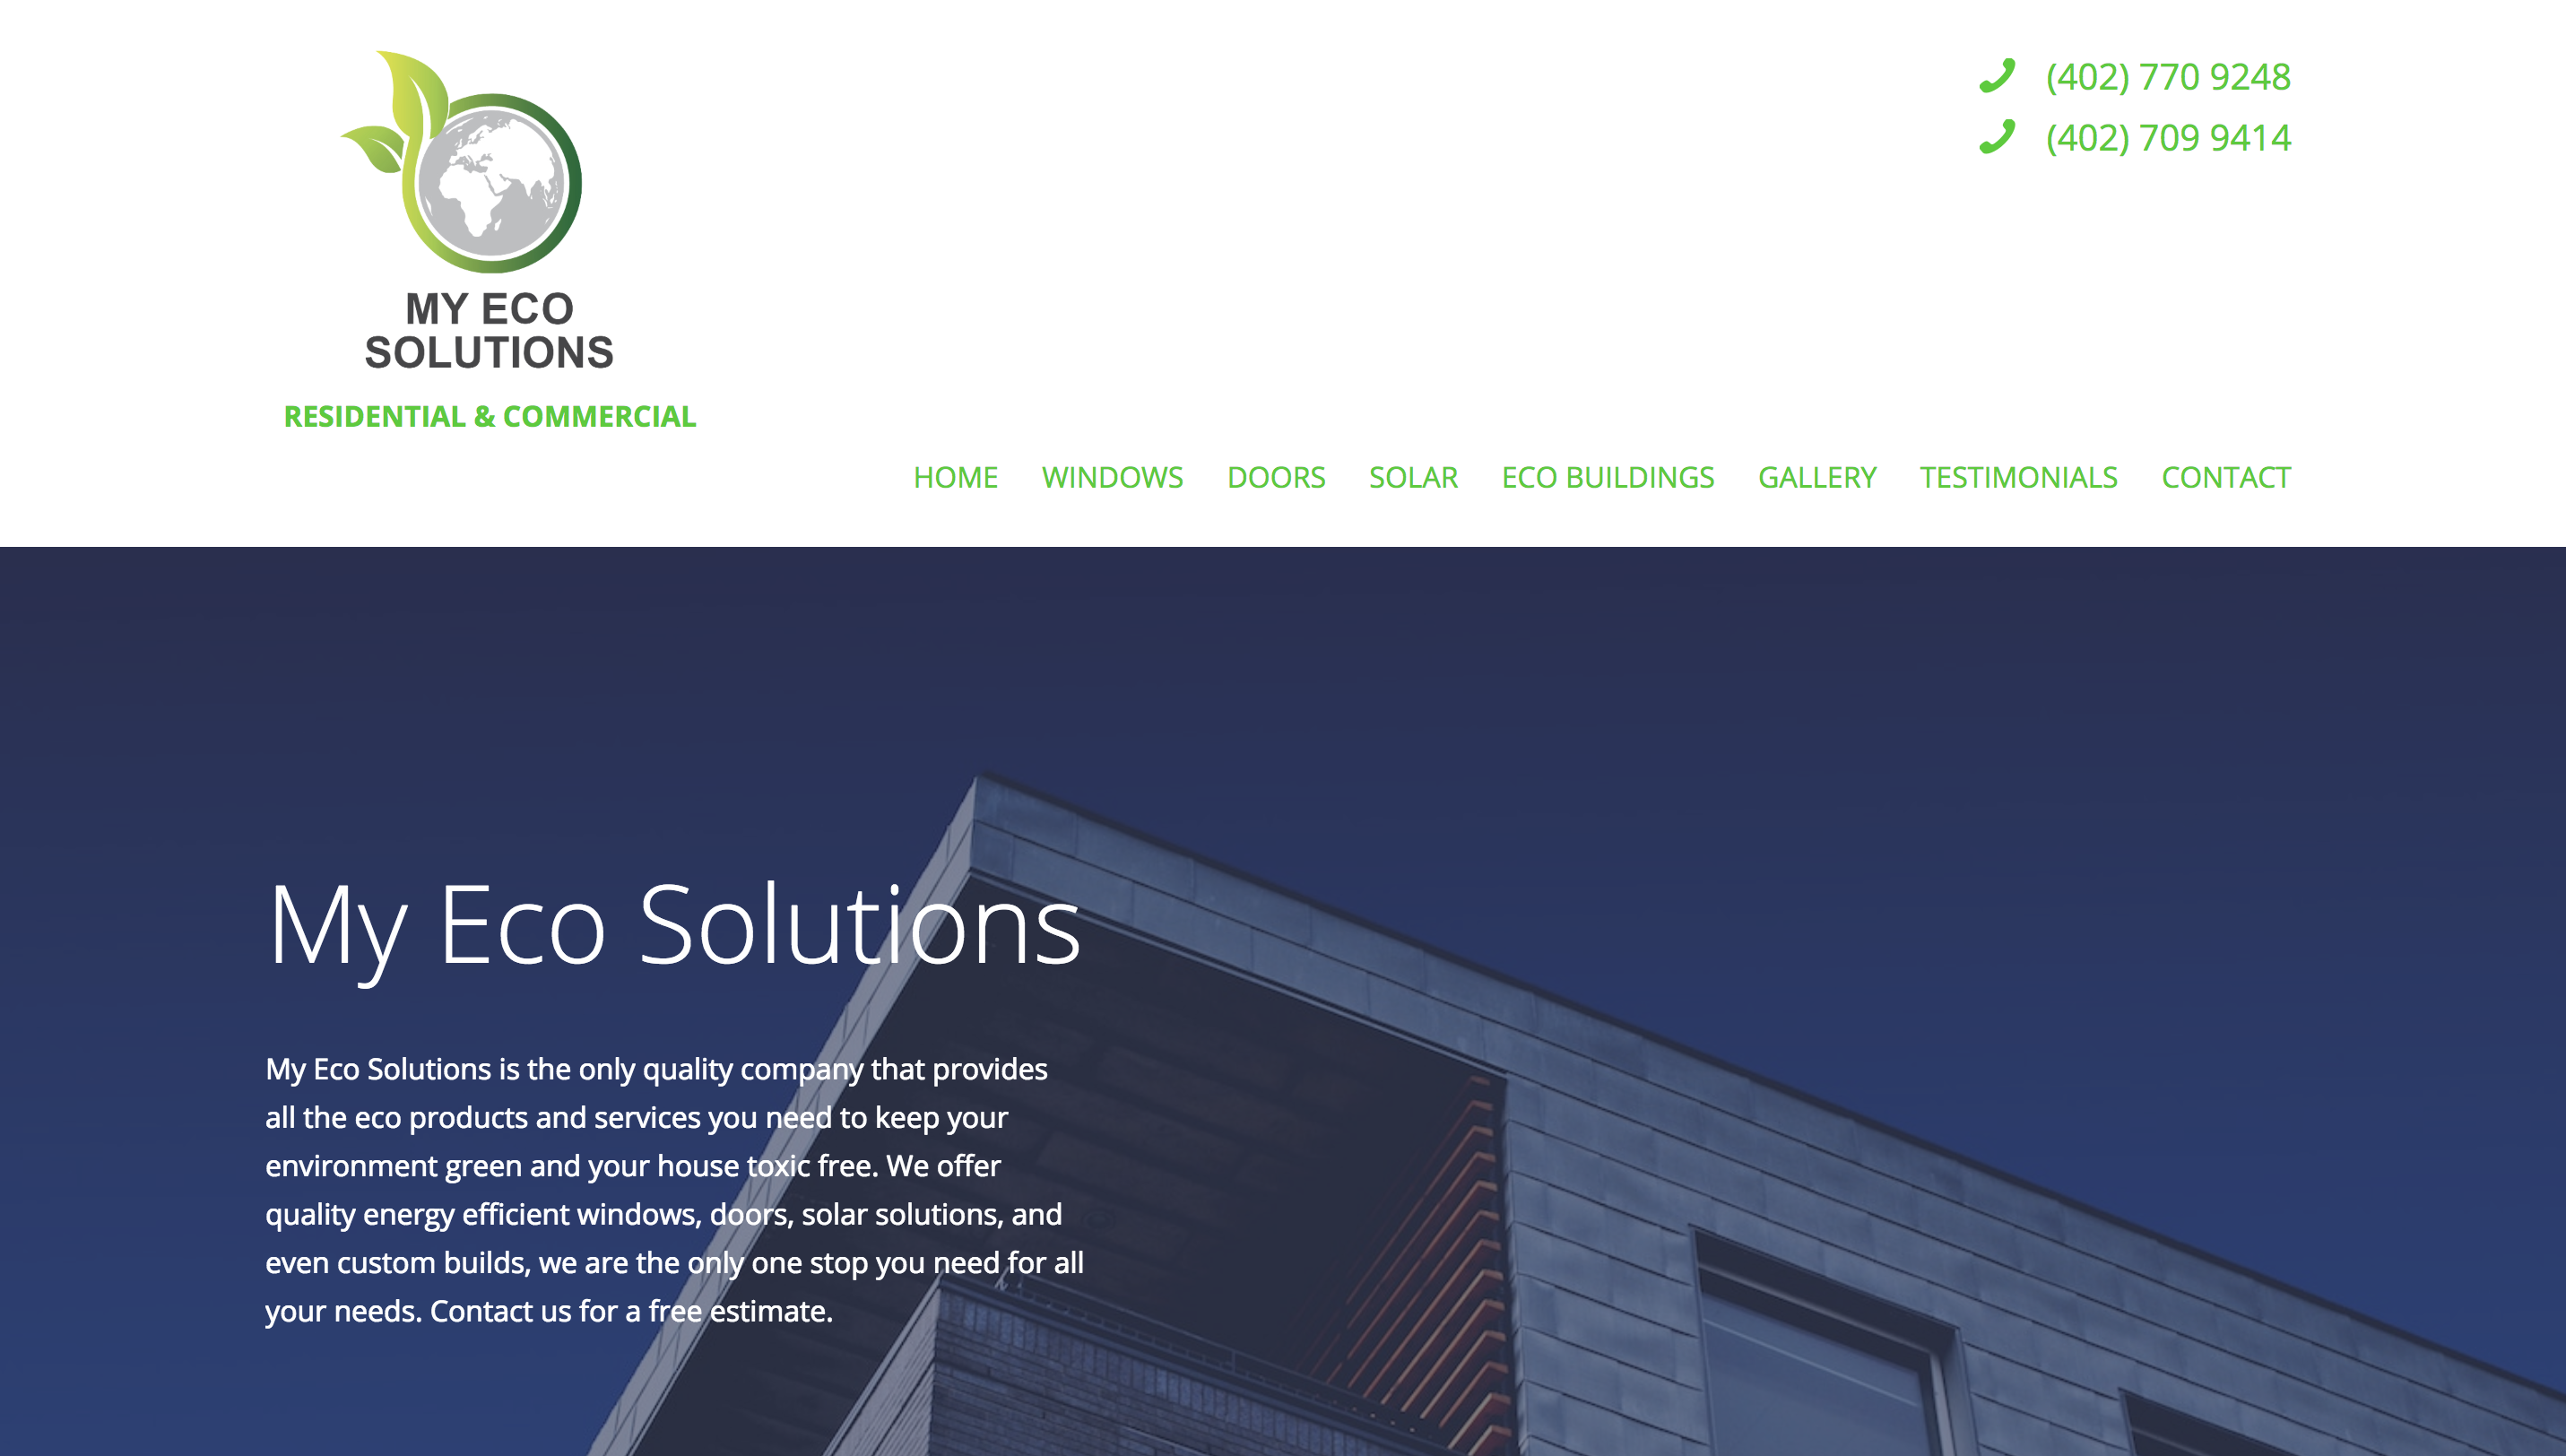 MY ECO
SOLUTIONS
RESIDENTIAL & COMMERCIAL
(402) 770 9248
(402) 709 9414
HOME WINDOWS DOORS SOLAR ECO BUILDINGS GALLERY TESTIMONIALS CONTACT
My Eco Solutions
My Eco Solutions is the only quality company that provides
all the eco products and services you need to keep your
environment green and your house toxic free. We offer
quality energy efficient windows, doors, solar solutions, and
even custom builds, we are the only one stop you need for all
your needs. Contact us for a free estimate.